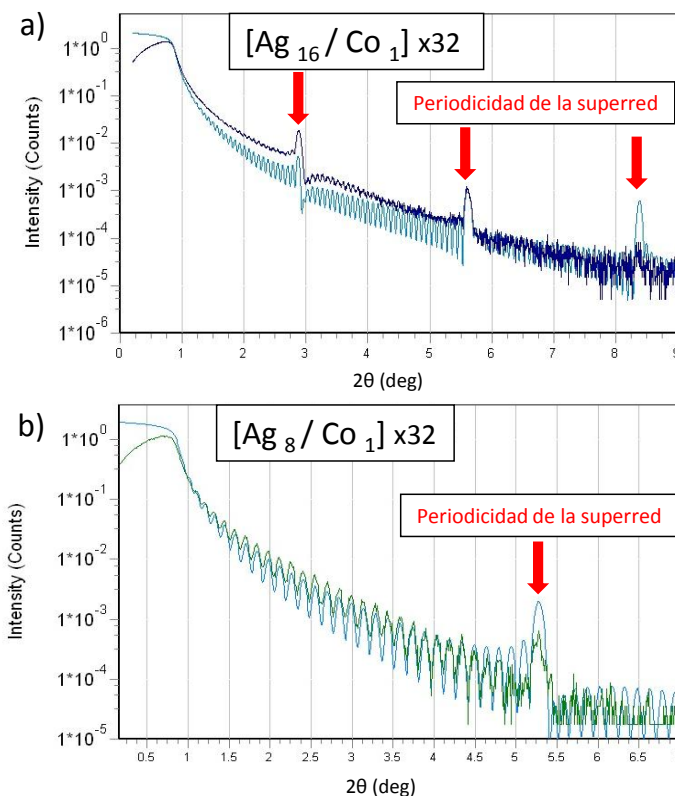 a)
[Ag 16 / Co 1] x32
Periodicidad de la superred
Intensity (Counts)
1*10^0
1*10^-1
1*10^-2
1*10^-3
1*10^-4
1*10^-5
1*10^-6
0 1 2 3 4 5 6 7 8 9
2θ (deg)
b)
[Ag 8 / Co 1] x32
Periodicidad de la superred
Intensity (Counts)
1*10^0
1*10^-1
1*10^-2
1*10^-3
1*10^-4
1*10^-5
0.5 1 1.5 2 2.5 3 3.5 4 4.5 5 5.5 6 6.5 7
2θ (deg)